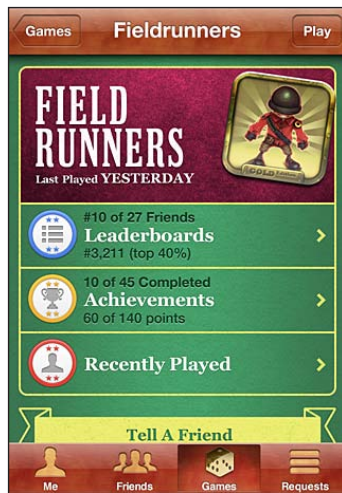 Games
Fieldrunners
Play
FIELD
RUNNERS
Last Played YESTERDAY
GOLD
#10 of 27 Friends
Leaderboards
#3,211 (top 40%)
10 of 45 Completed
Achievements
60 of 140 points
Recently Played
Tell A Friend
Me
Friends
Games
Requests